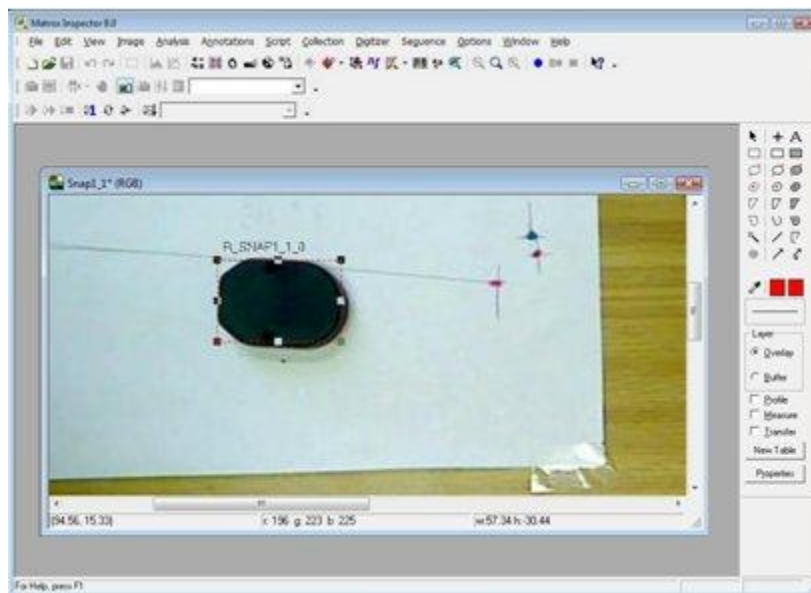 Matrox Inspector 8.0
File Edit View Image Analysis Annotations Script Collection Digitizer Sequence Options Window Help
Snap1_1* (RGB)
R_SNAP1_1_0
Layer
Overlay
Buffer
Profile
Measure
Transfer
New Table
Properties
(94.56, 15.33) r: 196 g: 223 b: 225 w:57.34 h:-30.44
For Help, press F1